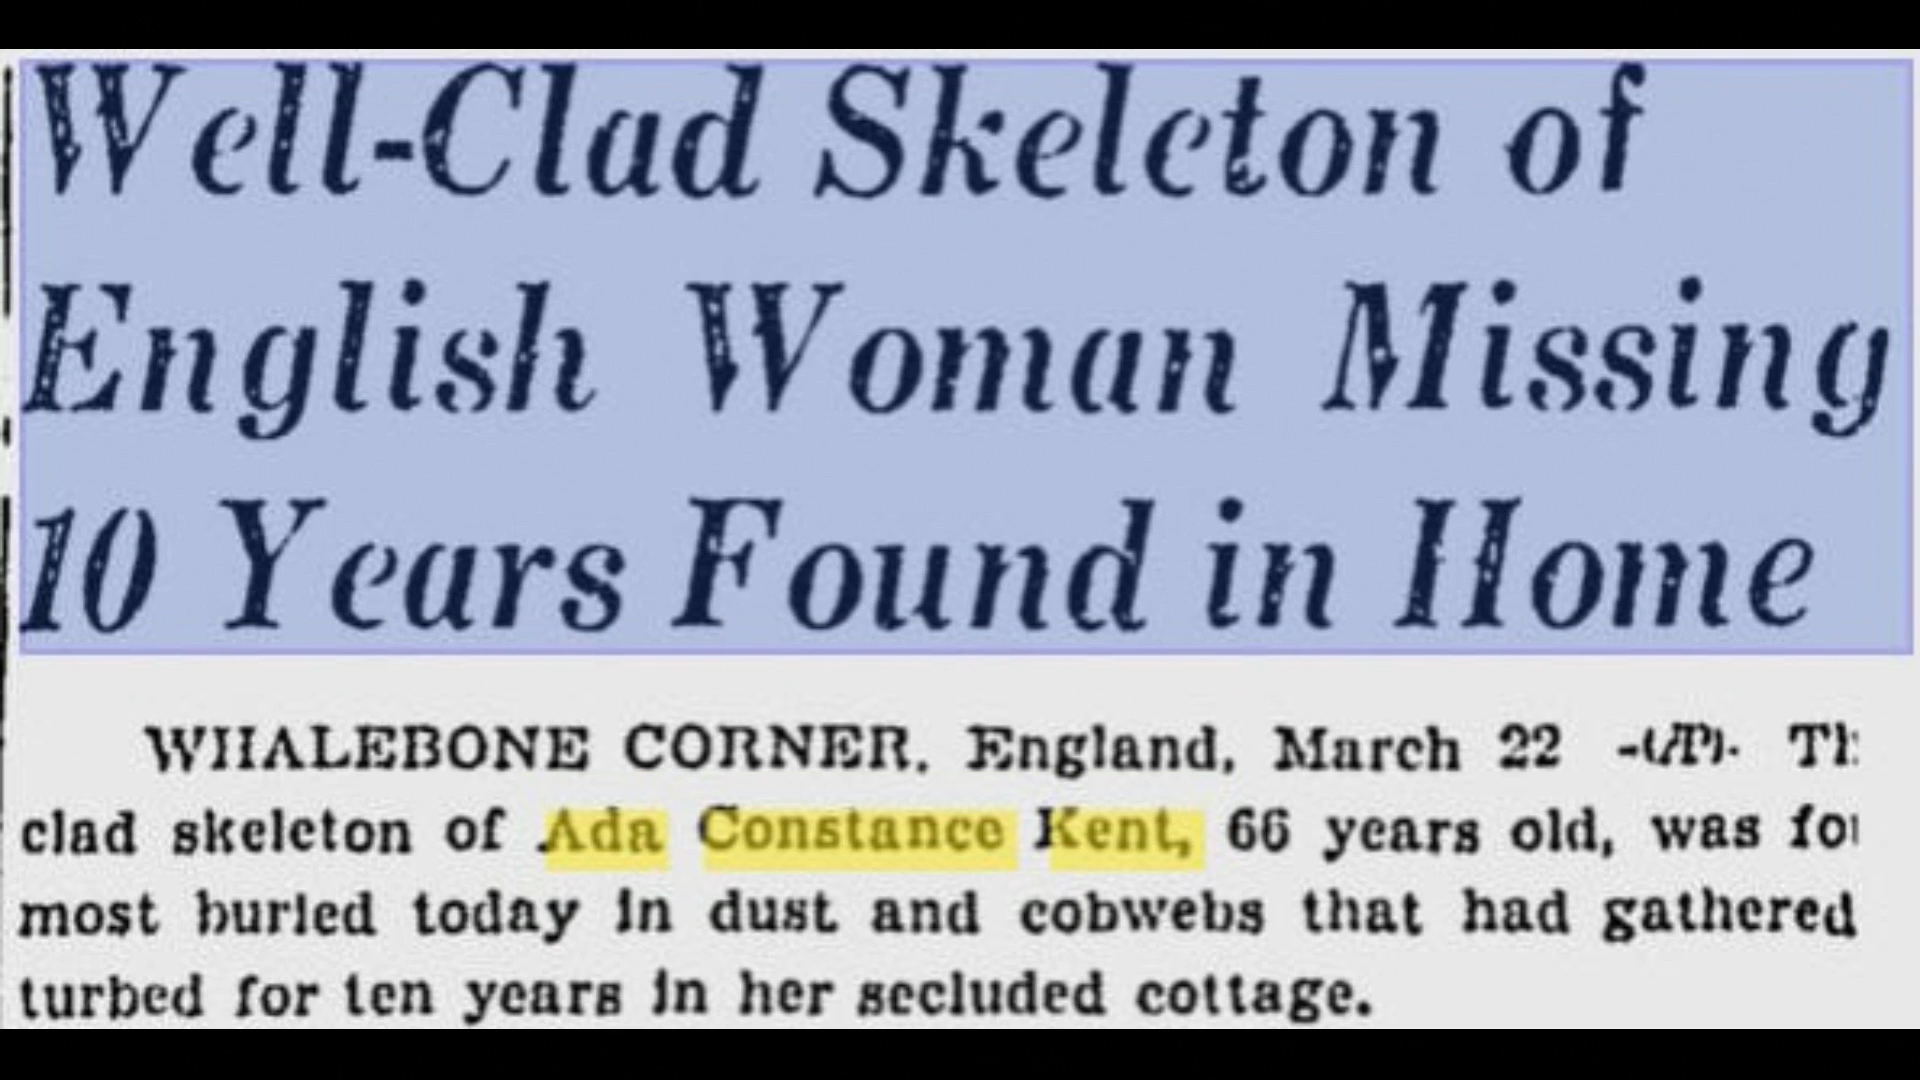 Well-Clad Skeleton of
English Woman Missing
10 Years Found in Home
WHALEBONE CORNER, England, March 22 -(AP)-
clad skeleton of Ada Constance Kent, 66 years old, was
most buried today in dust and cobwebs that had gathered
turbed for ten years in her secluded cottage.